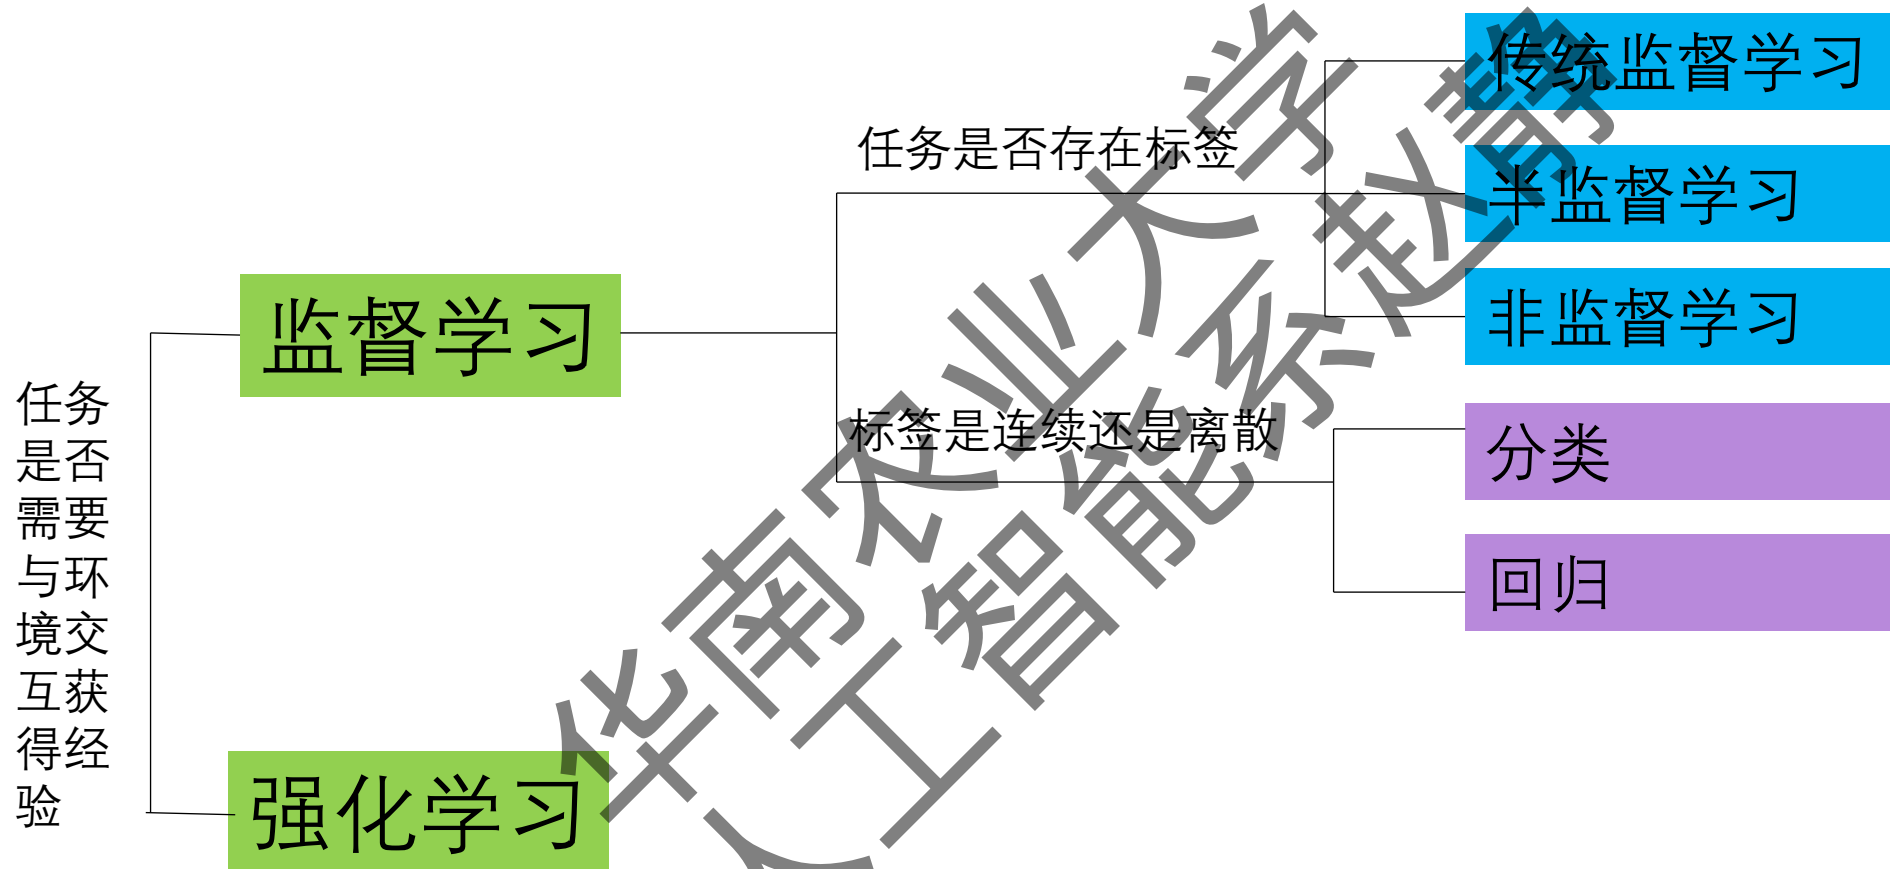 任务
是否
需要
与环
境交
互获
得经
验
监督学习
强化学习
任务是否存在标签
标签是连续还是离散
传统监督学习
半监督学习
非监督学习
分类
回归
华南农业大学
人工智能系赵静